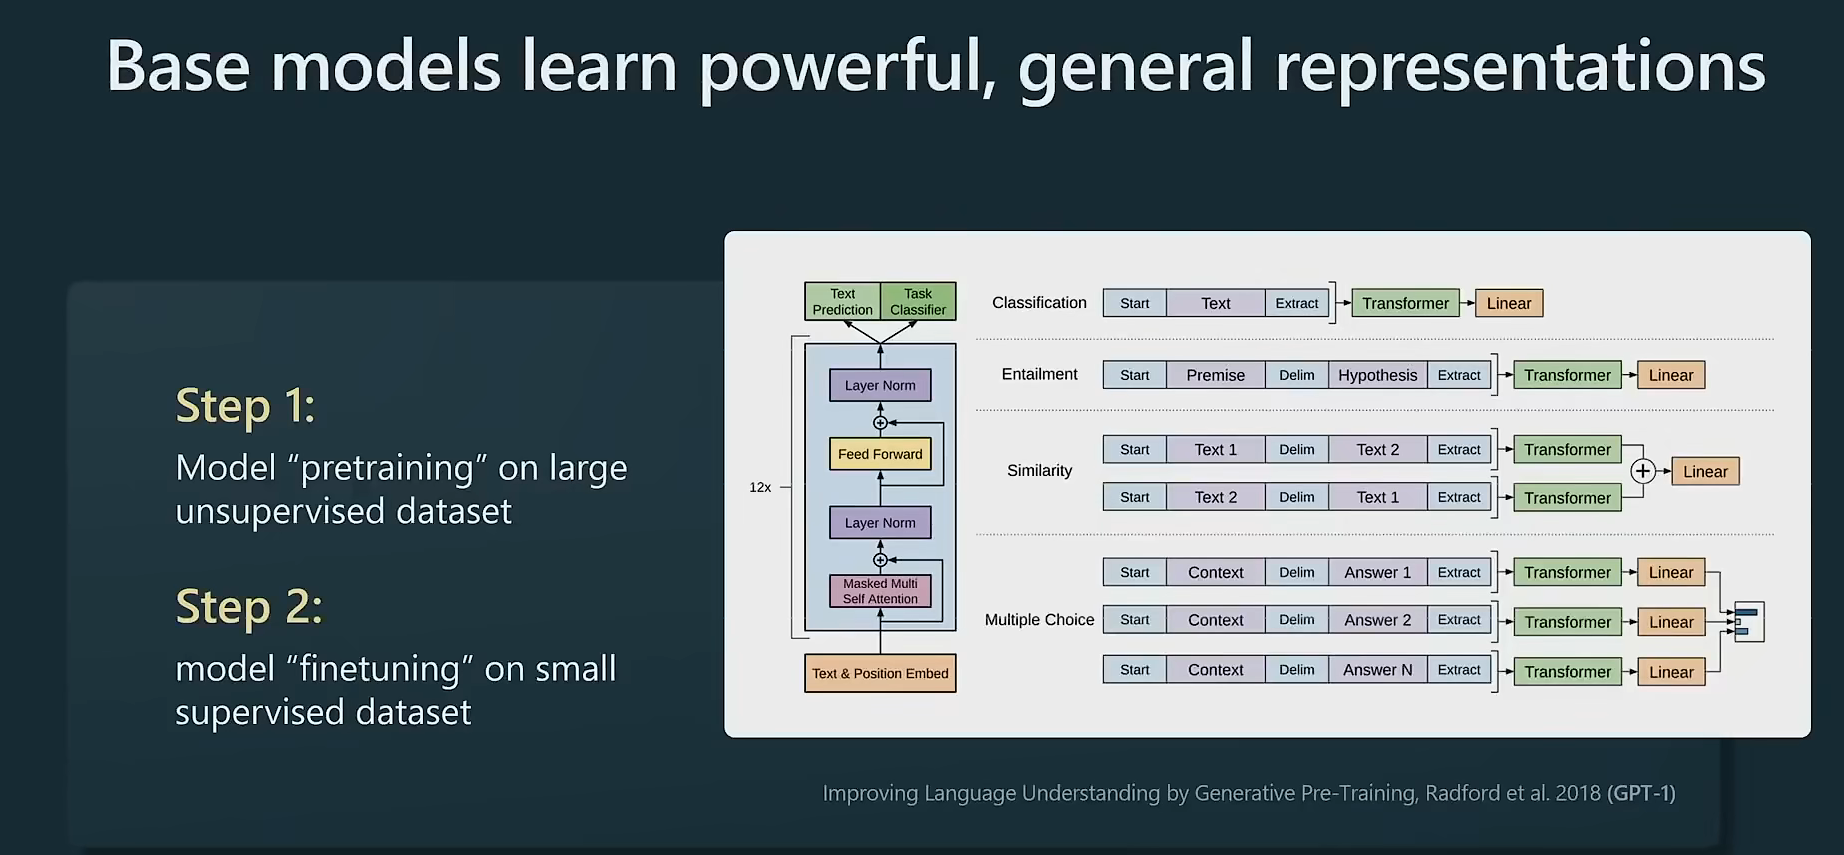 Base models learn powerful, general representations
Step 1:
Model “pretraining” on large
unsupervised dataset
Step 2:
model “finetuning” on small
supervised dataset
Text
Prediction
Task
Classifier
Layer Norm
Feed Forward
12x
Layer Norm
Masked Multi
Self Attention
Text & Position Embed
Classification Start Text Extract Transformer Linear
Entailment Start Premise Delim Hypothesis Extract Transformer Linear
Start Text 1 Delim Text 2 Extract Transformer
Similarity + Linear
Start Text 2 Delim Text 1 Extract Transformer
Start Context Delim Answer 1 Extract Transformer Linear
Multiple Choice Start Context Delim Answer 2 Extract Transformer Linear
Start Context Delim Answer N Extract Transformer Linear
Improving Language Understanding by Generative Pre-Training, Radford et al. 2018 (GPT-1)